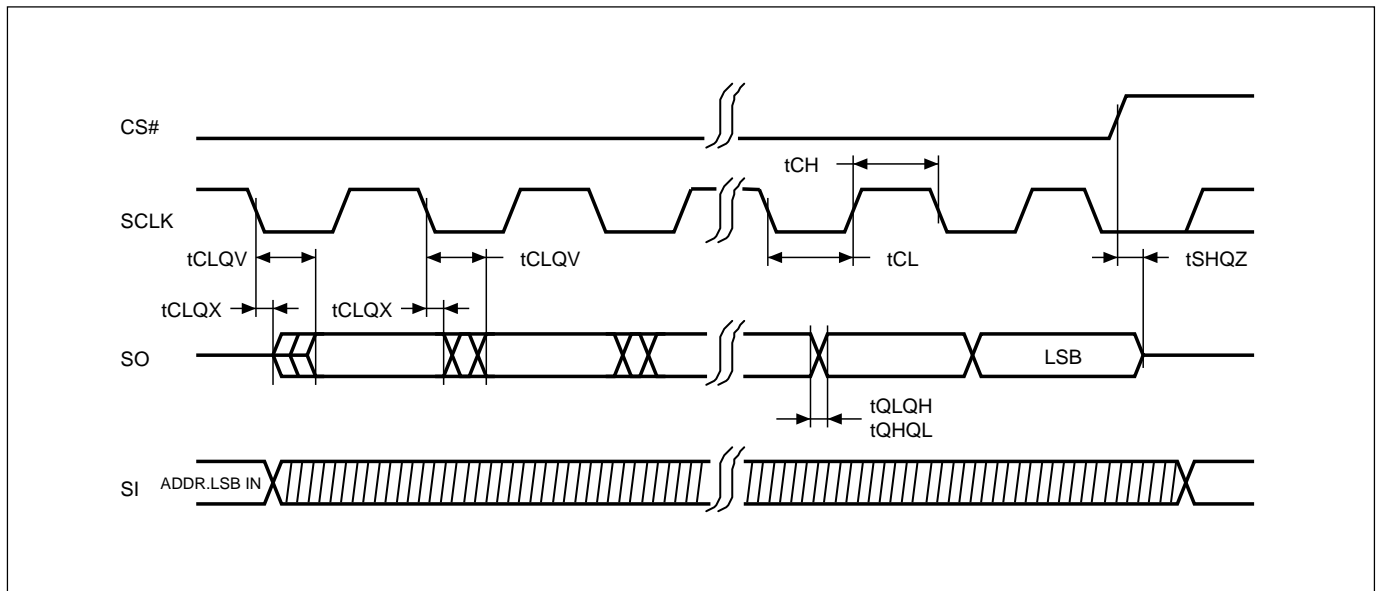 CS#
tCH
SCLK
tCLQV
tCLQV
tCL
tSHQZ
tCLQX
tCLQX
SO
LSB
tQLQH
tQHQL
SI
ADDR.LSB IN